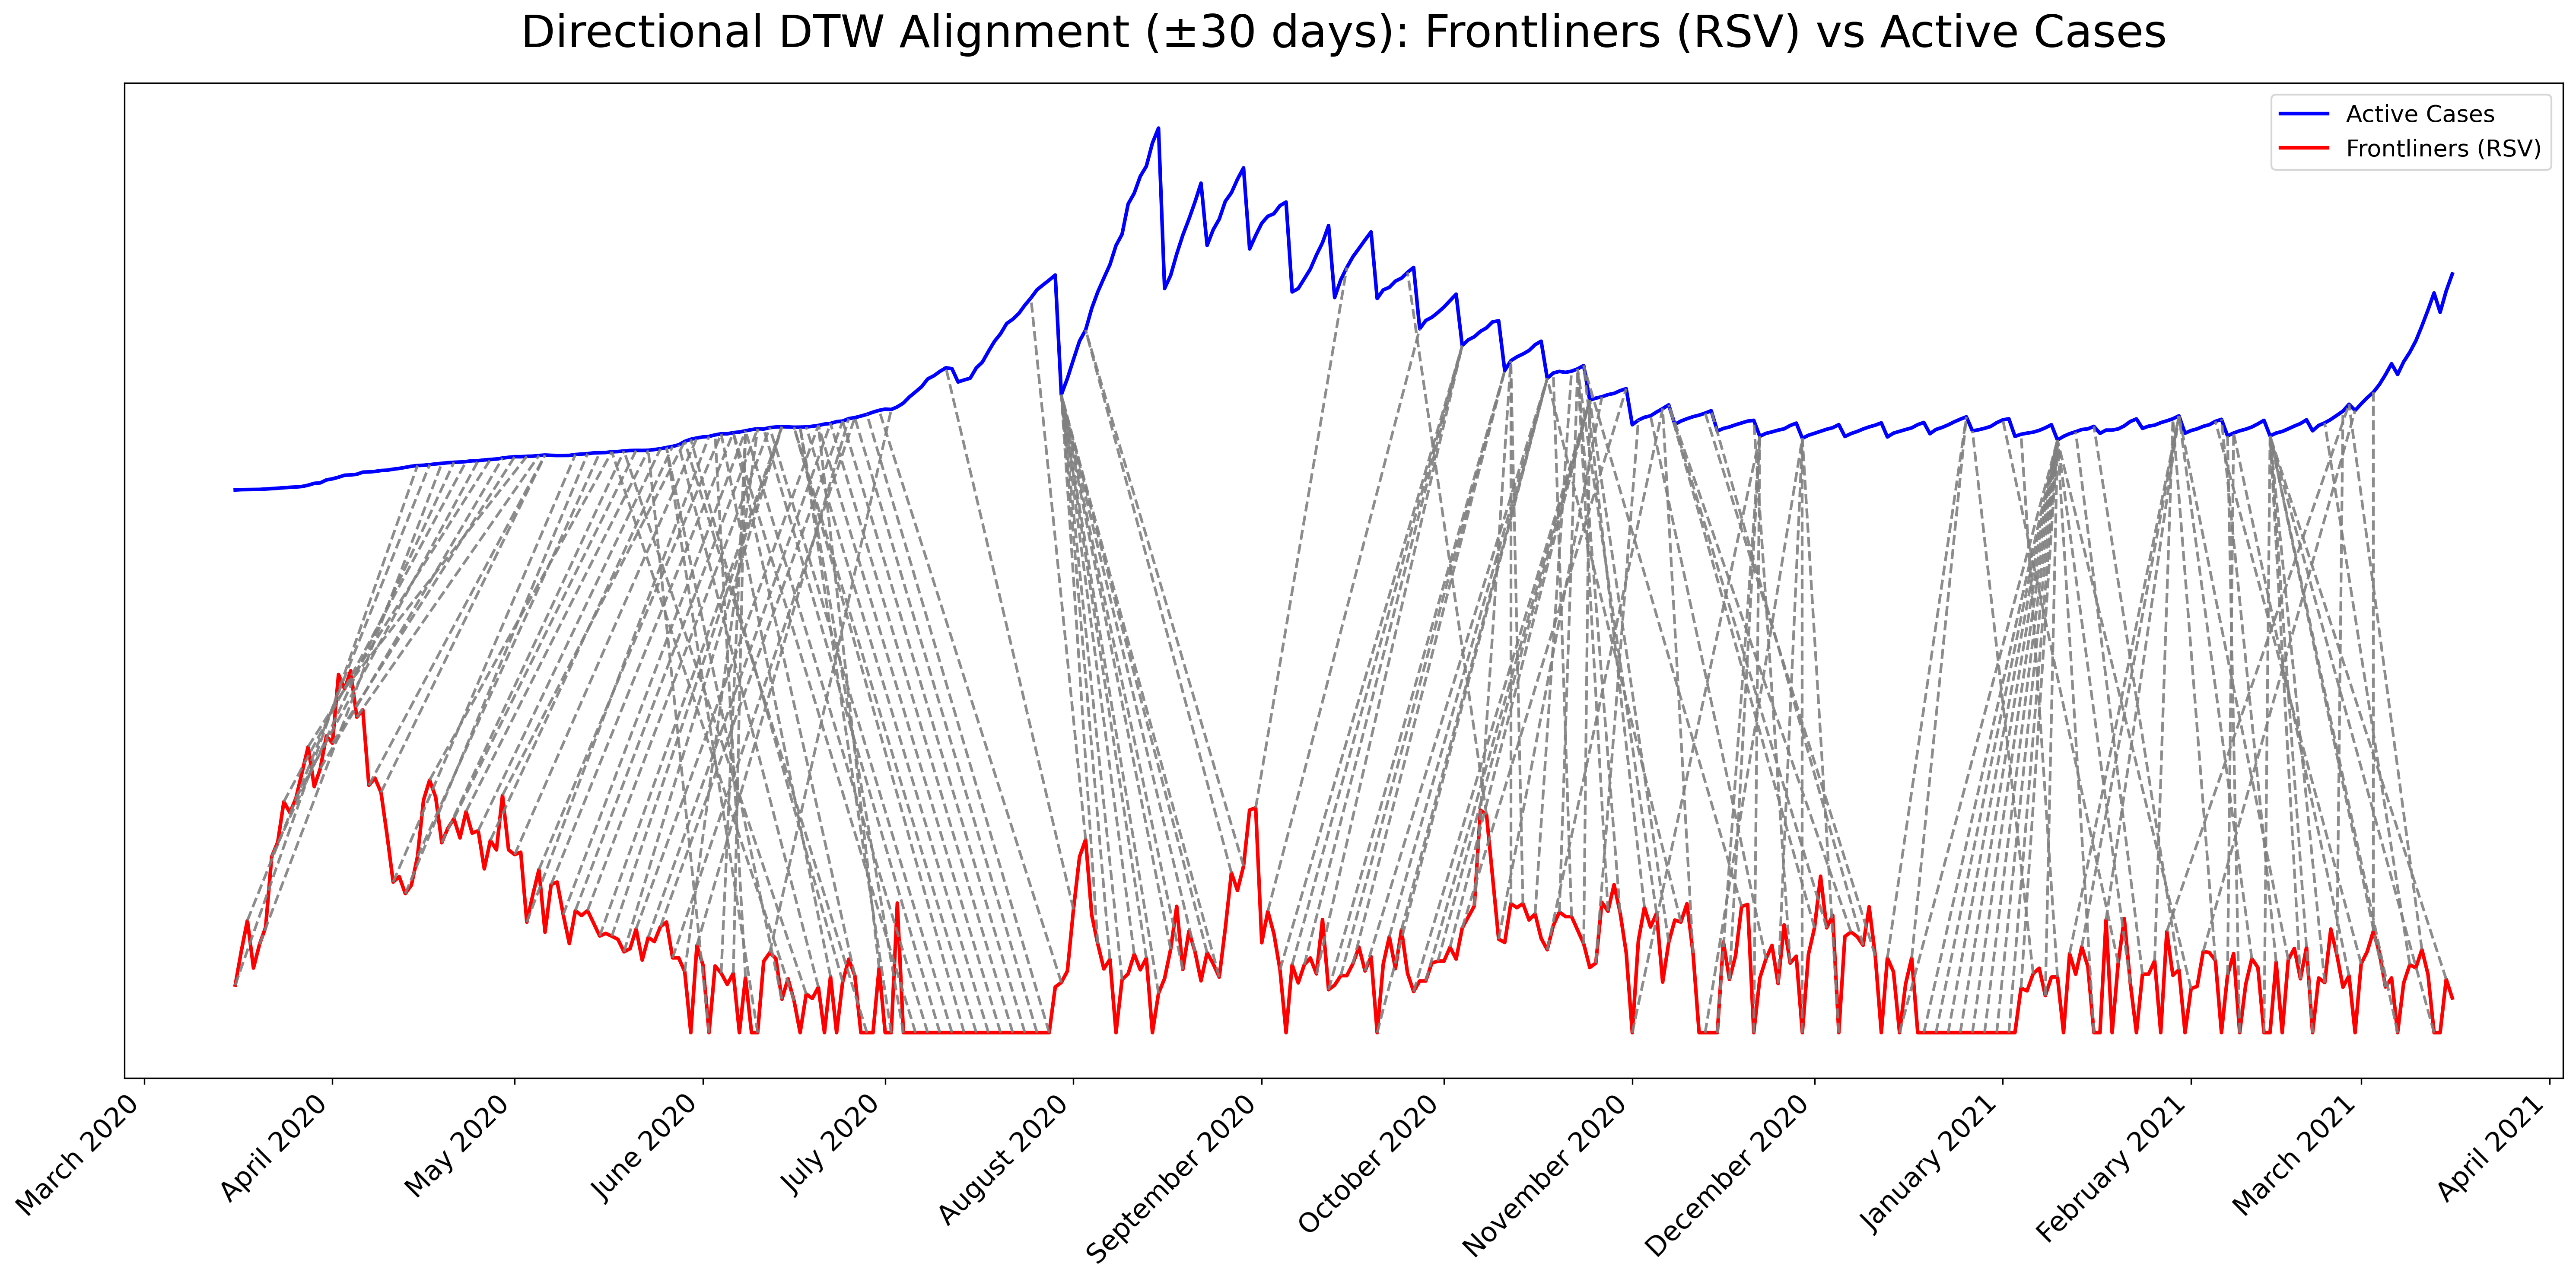 Directional DTW Alignment (±30 days): Frontliners (RSV) vs Active Cases
Active Cases
Frontliners (RSV)
March 2020
April 2020
May 2020
June 2020
July 2020
August 2020
September 2020
October 2020
November 2020
December 2020
January 2021
February 2021
March 2021
April 2021